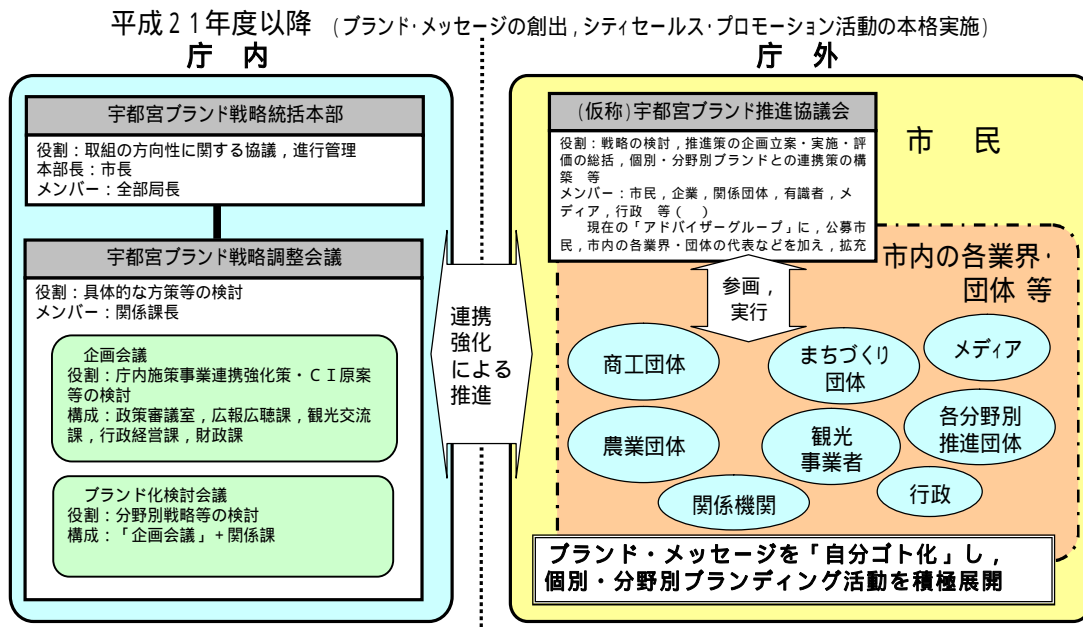 平成21年度以降 (ブランド・メッセージの創出,シティセールス・プロモーション活動の本格実施)
庁 内
宇都宮ブランド戦略統括本部
役割:取組の方向性に関する協議,進行管理
本部長:市長
メンバー:全部局長
宇都宮ブランド戦略調整会議
役割:具体的な方策等の検討
メンバー:関係課長
企画会議
役割:庁内施策事業連携強化策・CI原案
等の検討
構成:政策審議室,広報広聴課,観光交流
課,行政経営課,財政課
ブランド化検討会議
役割:分野別戦略等の検討
構成:「企画会議」+関係課
連携
強化
による
推進
庁 外
(仮称)宇都宮ブランド推進協議会
役割:戦略の検討,推進策の企画立案・実施・評
価の総括,個別・分野別ブランドとの連携策の構
築 等
メンバー:市民,企業,関係団体,有識者,メ
ディア,行政 等( )
現在の「アドバイザーグループ」に,公募市
民,市内の各業界・団体の代表などを加え,拡充
市 民
市内の各業界・
団体 等
参画,
実行
商工団体
まちづくり
団体
メディア
農業団体
観光
事業者
各分野別
推進団体
関係機関
行政
ブランド・メッセージを「自分ゴト化」し,
個別・分野別ブランディング活動を積極展開